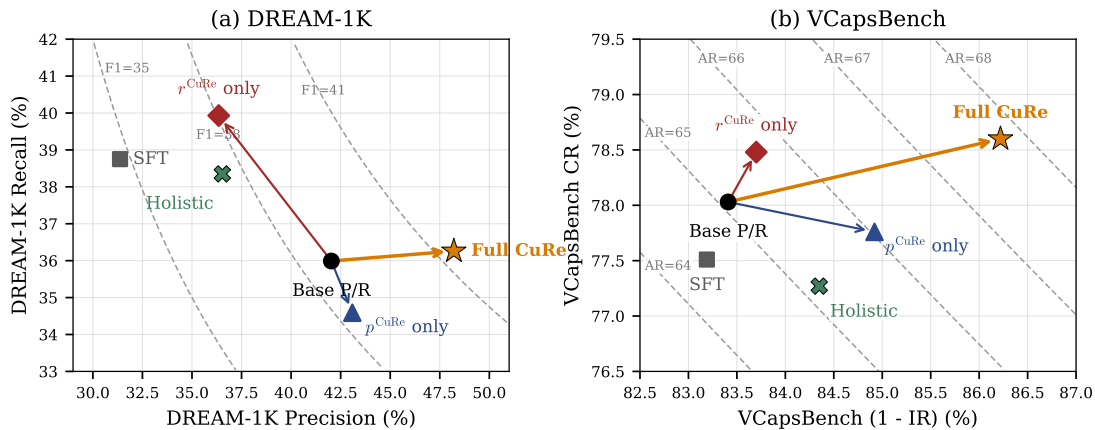 (a) DREAM-1K
DREAM-1K Recall (%)
42
41
40
39
38
37
36
35
34
33
F1=35
F1=38
F1=41
r^CuRe only
SFT
Holistic
Full CuRe
Base P/R
p^CuRe only
30.0 32.5 35.0 37.5 40.0 42.5 45.0 47.5 50.0
DREAM-1K Precision (%)
(b) VCapsBench
VCapsBench CR (%)
79.5
79.0
78.5
78.0
77.5
77.0
76.5
AR=66
AR=67
AR=68
AR=65
AR=64
Full CuRe
r^CuRe only
Base P/R
p^CuRe only
SFT
Holistic
82.5 83.0 83.5 84.0 84.5 85.0 85.5 86.0 86.5 87.0
VCapsBench (1 - IR) (%)